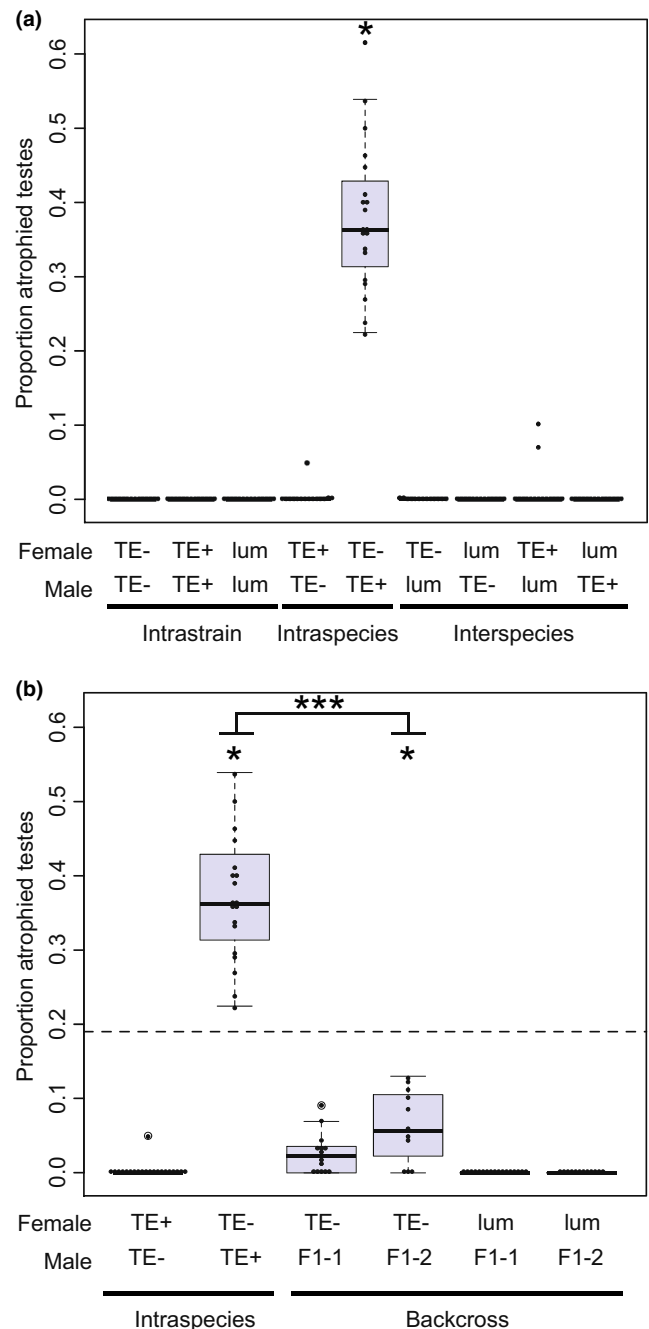 (a)
*
Proportion atrophied testes
0.6
0.5
0.4
0.3
0.2
0.1
0.0
Female TE- TE+ lum TE+ TE- TE- lum TE+ lum
Male TE- TE+ lum TE- TE+ lum TE- lum TE+
Intrastrain Intraspecies Interspecies
(b)
***
* *
Proportion atrophied testes
0.6
0.5
0.4
0.3
0.2
0.1
0.0
Female TE+ TE- TE- TE- lum lum
Male TE- TE+ F1-1 F1-2 F1-1 F1-2
Intraspecies Backcross